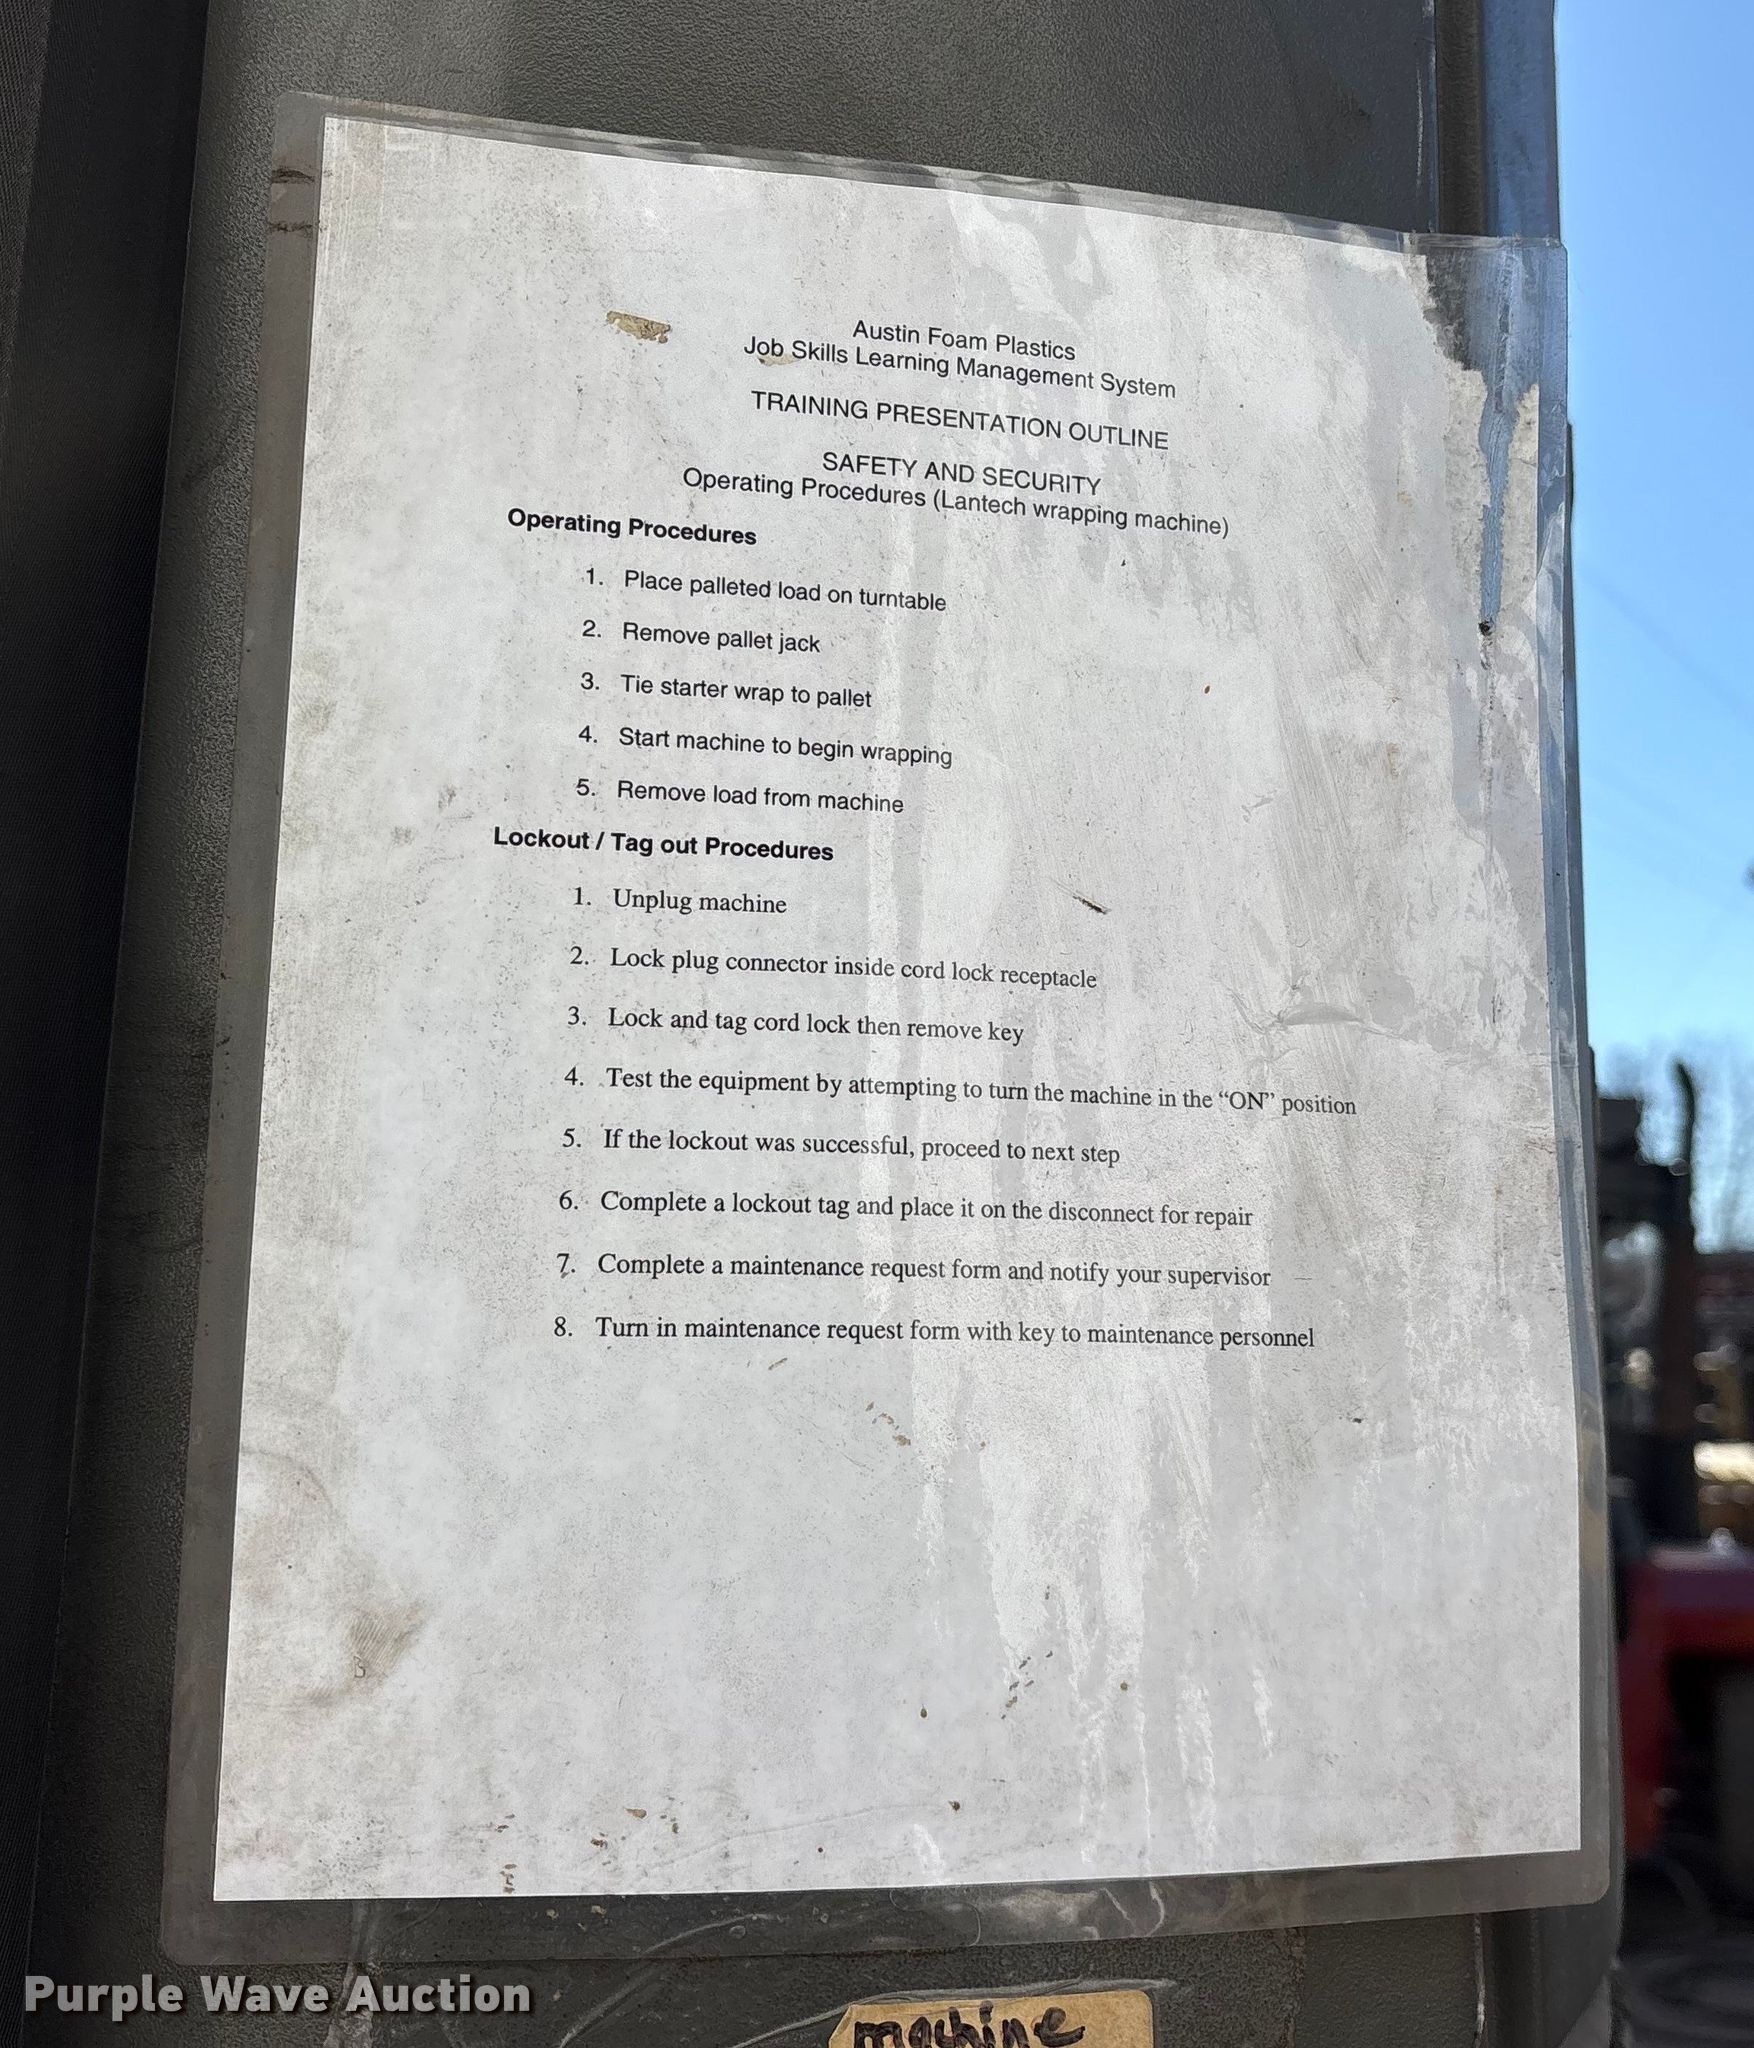 Austin Foam Plastics
Job Skills Learning Management System
TRAINING PRESENTATION OUTLINE
SAFETY AND SECURITY
Operating Procedures (Lantech wrapping machine)
Operating Procedures
1. Place palleted load on turntable
2. Remove pallet jack
3. Tie starter wrap to pallet
4. Start machine to begin wrapping
5. Remove load from machine
Lockout / Tag out Procedures
1. Unplug machine
2. Lock plug connector inside cord lock receptacle
3. Lock and tag cord lock then remove key
4. Test the equipment by attempting to turn the machine in the “ON” position
5. If the lockout was successful, proceed to next step
6. Complete a lockout tag and place it on the disconnect for repair
7. Complete a maintenance request form and notify your supervisor
8. Turn in maintenance request form with key to maintenance personnel
Purple Wave Auction
machine